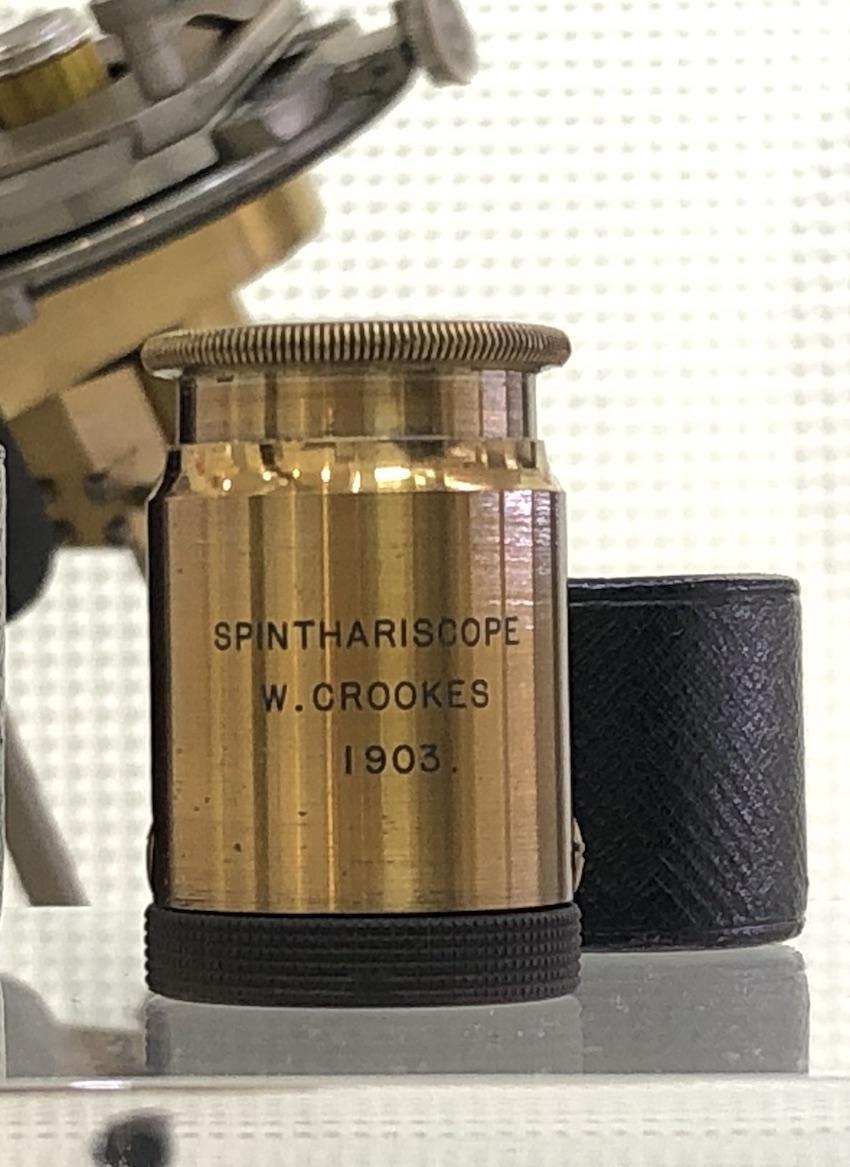 SPINTHARISCOPE
W. CROOKES
1903.